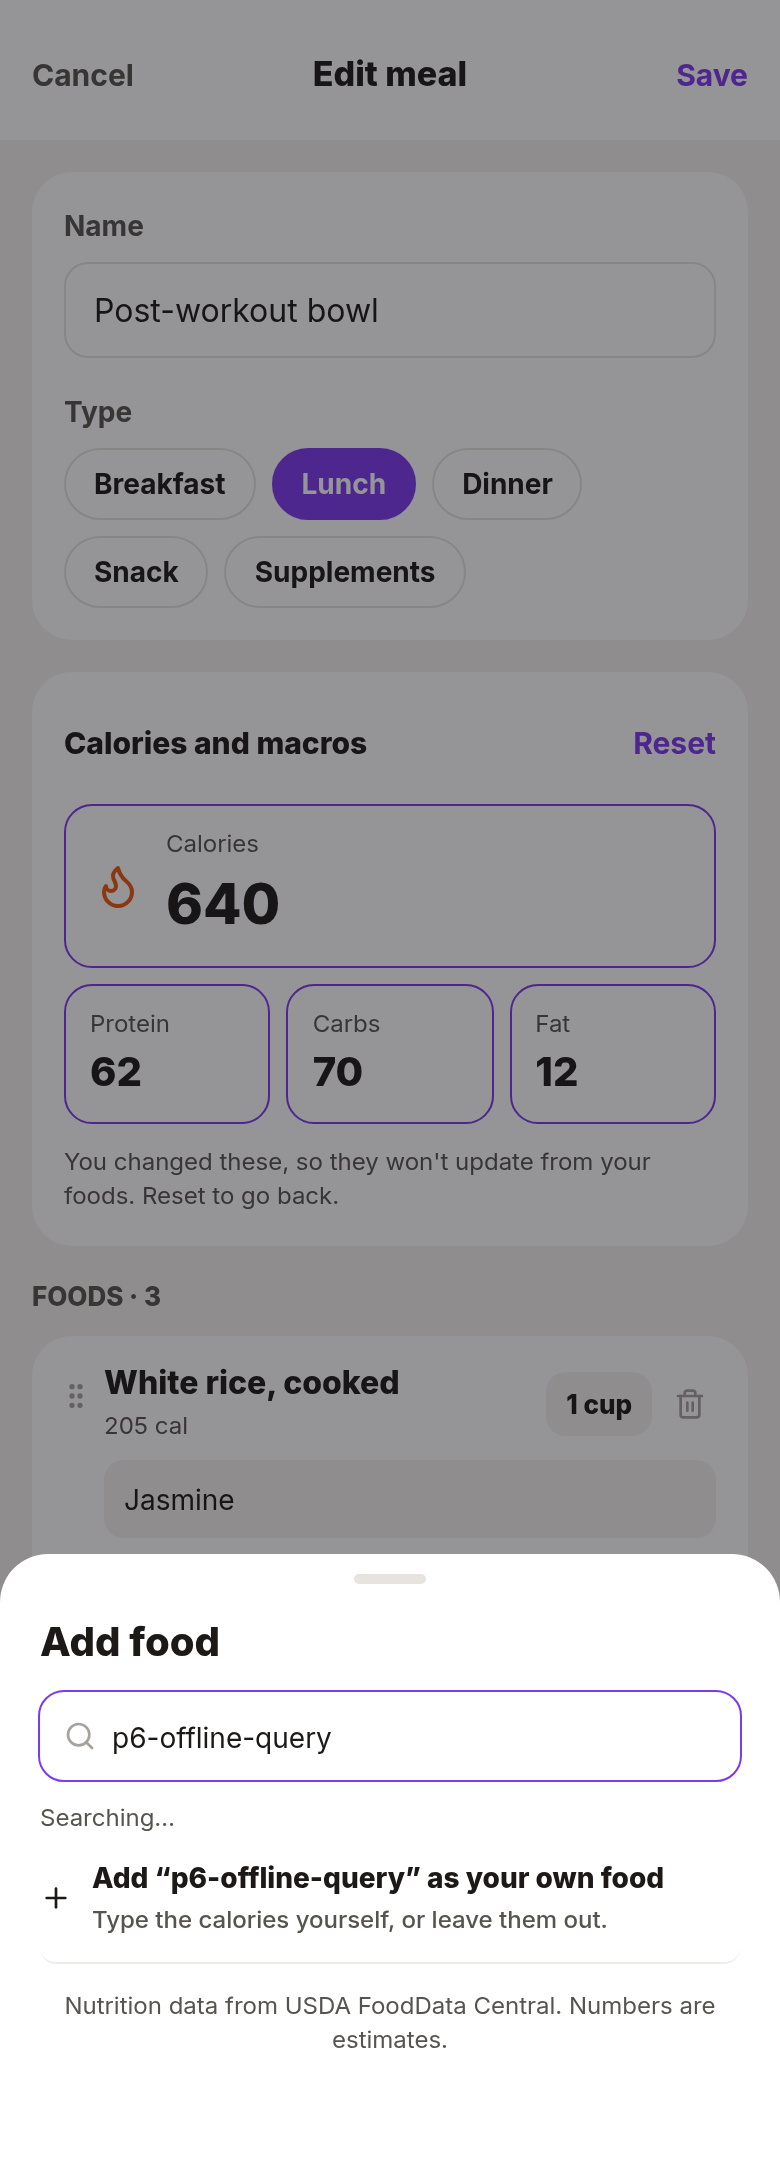 Cancel
Edit meal
Save
Name
Post-workout bowl
Type
Breakfast
Lunch
Dinner
Snack
Supplements
Calories and macros
Reset
Calories
640
Protein
62
Carbs
70
Fat
12
You changed these, so they won't update from your
foods. Reset to go back.
FOODS · 3
White rice, cooked
205 cal
1 cup
Jasmine
Add food
p6-offline-query
Searching...
Add “p6-offline-query” as your own food
Type the calories yourself, or leave them out.
Nutrition data from USDA FoodData Central. Numbers are
estimates.